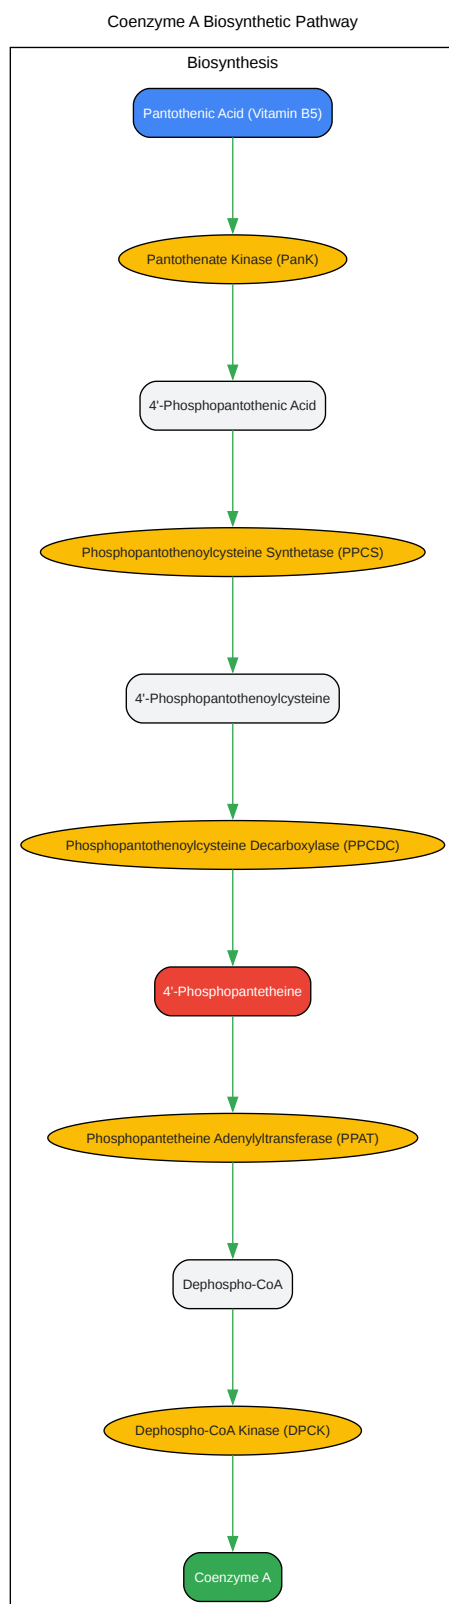 Coenzyme A Biosynthetic Pathway
Biosynthesis
Pantothenic Acid (Vitamin B5)
Pantothenate Kinase (PanK)
4'-Phosphopantothenic Acid
Phosphopantothenoylcysteine Synthetase (PPCS)
4'-Phosphopantothenoylcysteine
Phosphopantothenoylcysteine Decarboxylase (PPCDC)
4'-Phosphopantetheine
Phosphopantetheine Adenylyltransferase (PPAT)
Dephospho-CoA
Dephospho-CoA Kinase (DPCK)
Coenzyme A